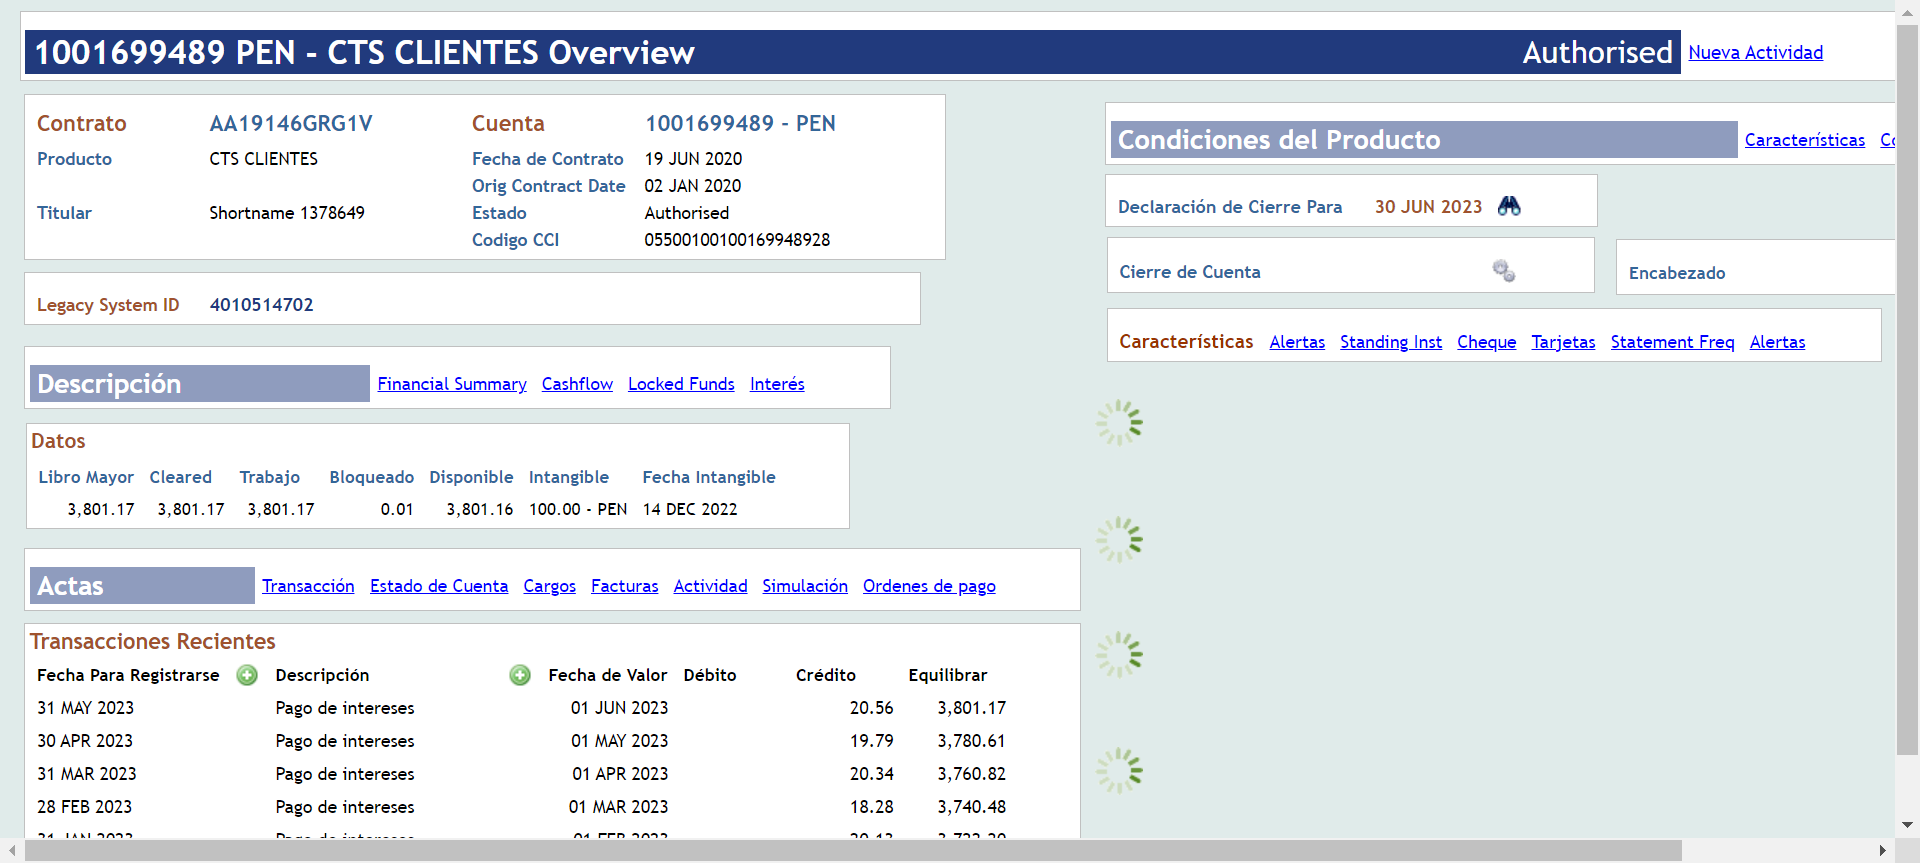 1001699489 PEN - CTS CLIENTES Overview Authorised Nueva Actividad
Contrato AA19146GRG1V Cuenta 1001699489 - PEN
Producto CTS CLIENTES Fecha de Contrato 19 JUN 2020
Orig Contract Date 02 JAN 2020
Titular Shortname 1378649 Estado Authorised
Codigo CCI 05500100100169948928
Legacy System ID 4010514702
Descripción Financial Summary Cashflow Locked Funds Interés
Datos
Libro Mayor Cleared Trabajo Bloqueado Disponible Intangible Fecha Intangible
3,801.17 3,801.17 3,801.17 0.01 3,801.16 100.00 - PEN 14 DEC 2022
Actas Transacción Estado de Cuenta Cargos Facturas Actividad Simulación Ordenes de pago
Transacciones Recientes
Fecha Para Registrarse Descripción Fecha de Valor Débito Crédito Equilibrar
31 MAY 2023 Pago de intereses 01 JUN 2023 20.56 3,801.17
30 APR 2023 Pago de intereses 01 MAY 2023 19.79 3,780.61
31 MAR 2023 Pago de intereses 01 APR 2023 20.34 3,760.82
28 FEB 2023 Pago de intereses 01 MAR 2023 18.28 3,740.48
31 JAN 2023 Pago de intereses 01 FEB 2023
Condiciones del Producto Características
Declaración de Cierre Para 30 JUN 2023
Cierre de Cuenta
Encabezado
Características Alertas Standing Inst Cheque Tarjetas Statement Freq Alertas